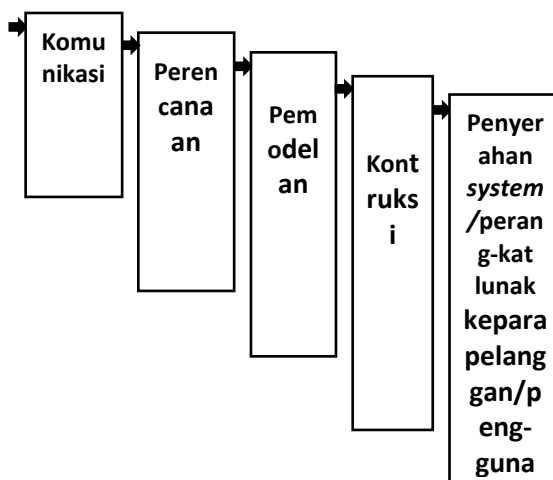 Komu
nikasi
Peren
cana
an
Pem
odel
an
Kont
ruks
i
Penyer
ahan
system
/peran
g-kat
lunak
kepara
pelang
gan/p
eng-
guna